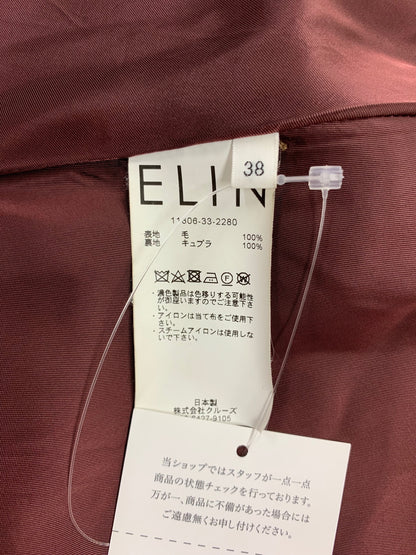 38
ELIN
11306-33-2280
表地 毛 100%
裏地 キュプラ 100%
・濃色製品は色移りする可能性
が御座いますのでご注意下さ
い。
・アイロンは当て布をご使用下
さい。
・スチームアイロンは使用しな
いで下さい。
日本製
株式会社クルーズ
当ショップではスタッフが一点一点
商品の状態チェックを行っております。
万が一、商品に不備があった場合には
ご遠慮無くお申し付けください。